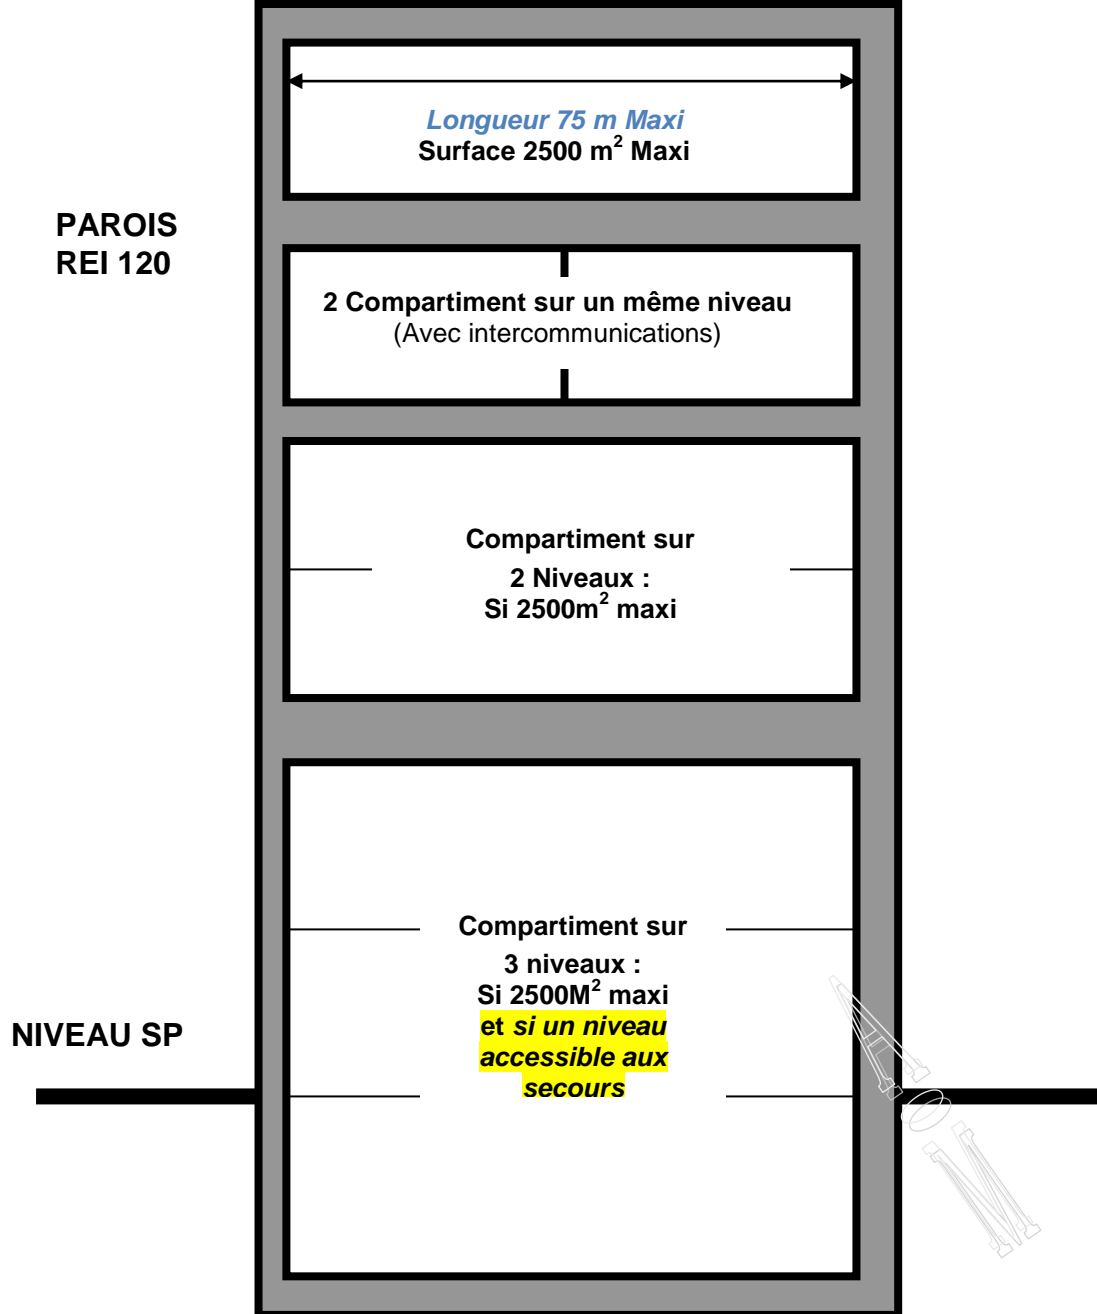 Longueur 75 m Maxi
Surface 2500 m² Maxi
PAROIS
REI 120
2 Compartiment sur un même niveau
(Avec intercommunications)
Compartiment sur
2 Niveaux :
Si 2500m² maxi
Compartiment sur
3 niveaux :
Si 2500M² maxi
et si un niveau
accessible aux
secours
NIVEAU SP